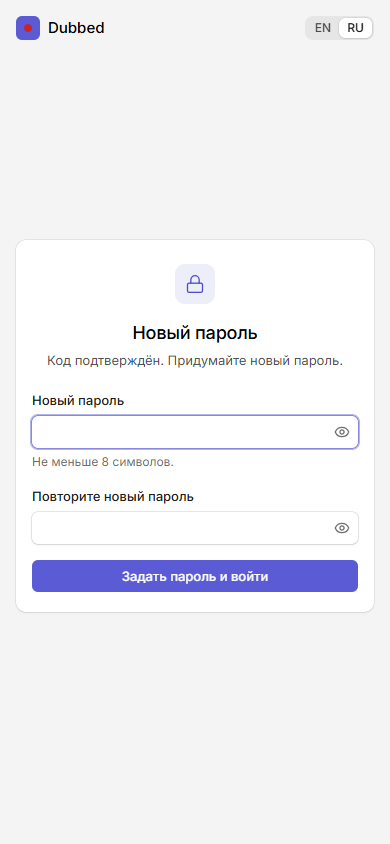 Dubbed
EN RU
Новый пароль
Код подтверждён. Придумайте новый пароль.
Новый пароль
Не меньше 8 символов.
Повторите новый пароль
Задать пароль и войти